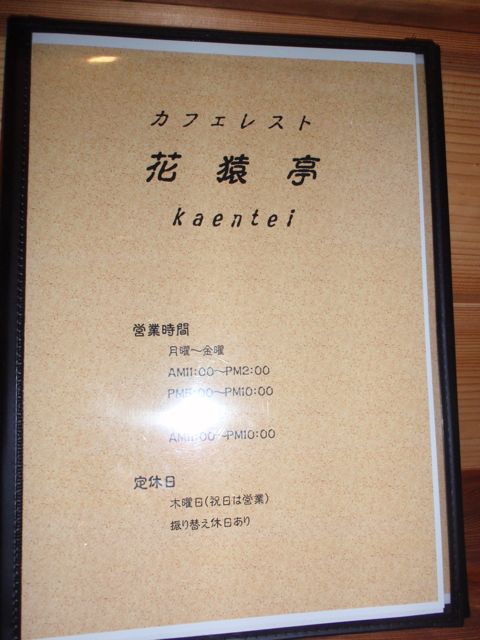 カフェレスト
花猿亭
kaentei
営業時間
月曜～金曜
AM11:00～PM2:00
PM5:00～PM10:00
AM11:00～PM10:00
定休日
木曜日(祝日は営業)
振り替え休日あり